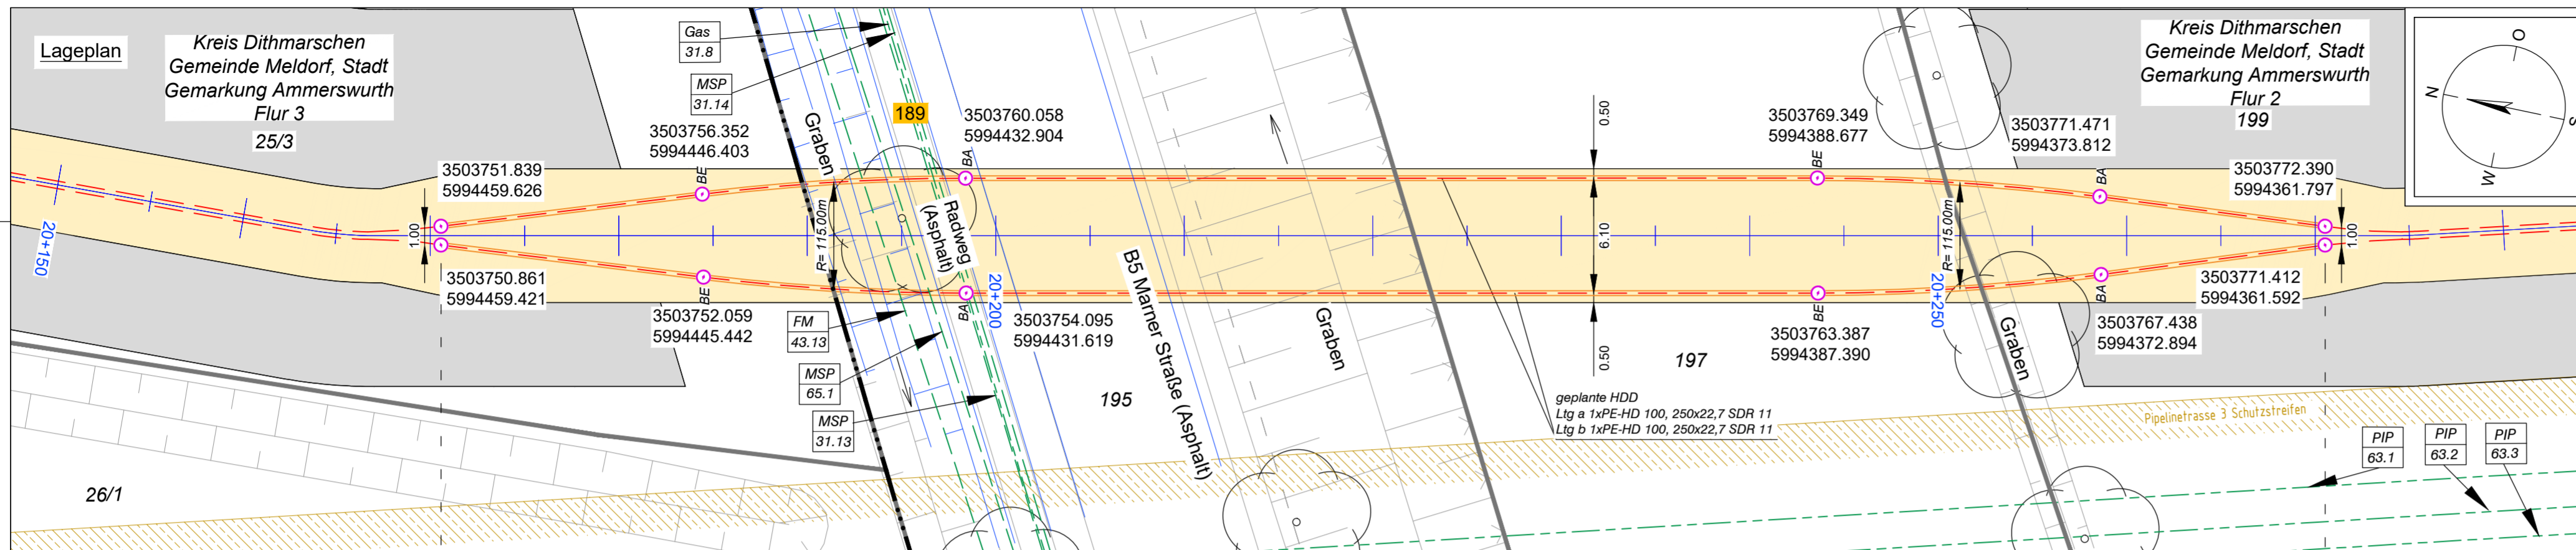 Lageplan
Kreis Dithmarschen
Gemeinde Meldorf, Stadt
Gemarkung Ammerswurth
Flur 3
25/3
Gas
31.8
MSP
31.14
Graben
189
3503756.352
5994446.403
3503760.058
5994432.904
3503751.839
5994459.626
BE
BA
20+150
1.00
R= 115.00m
Radweg
(Asphalt)
3503750.861
5994459.421
BE
3503752.059
5994445.442
BA
20+200
3503754.095
5994431.619
FM
43.13
MSP
65.1
MSP
31.13
26/1
195
B5 Marner Straße (Asphalt)
Graben
0.50
6.10
0.50
197
geplante HDD
Ltg a 1xPE-HD 100, 250x22,7 SDR 11
Ltg b 1xPE-HD 100, 250x22,7 SDR 11
3503769.349
5994388.677
BE
BE
3503763.387
5994387.390
R= 115.00m
20+250
Graben
3503771.471
5994373.812
BA
BA
3503767.438
5994372.894
Kreis Dithmarschen
Gemeinde Meldorf, Stadt
Gemarkung Ammerswurth
Flur 2
199
3503772.390
5994361.797
1.00
3503771.412
5994361.592
Pipelinetrasse 3 Schutzstreifen
PIP
63.1
PIP
63.2
PIP
63.3
O
N
S
W